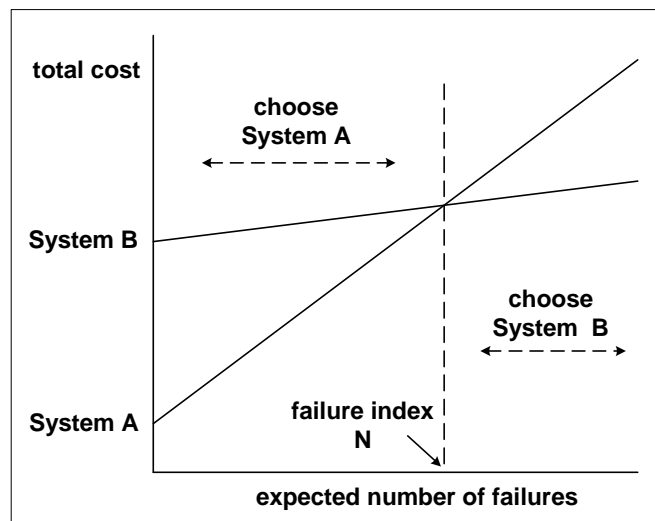 total cost
choose
System A
System B
choose
System B
System A
failure index
N
expected number of failures